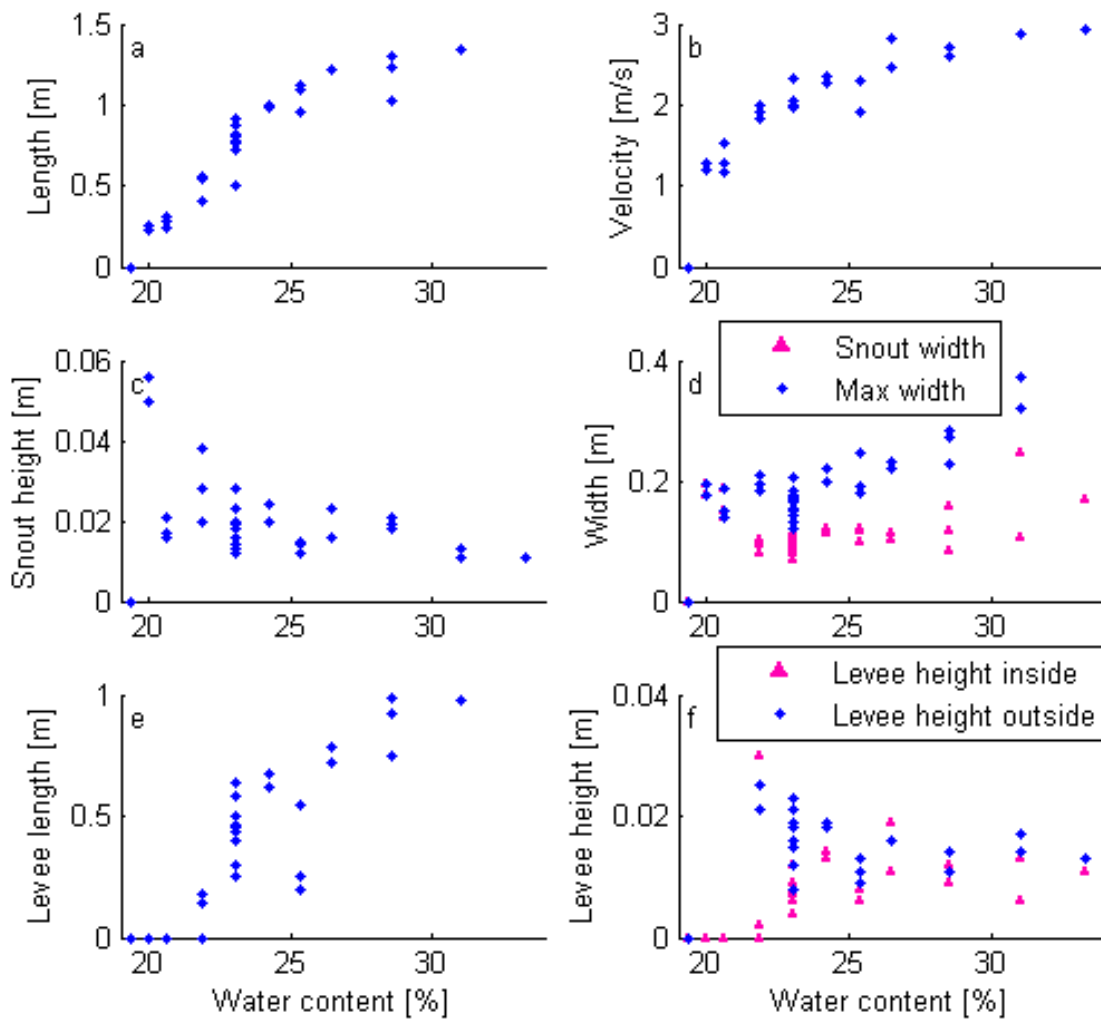 a
Length [m]
1.5
1
0.5
0
20 25 30
b
Velocity [m/s]
3
2
1
0
20 25 30
c
Snout height [m]
0.06
0.04
0.02
0
20 25 30
d
Snout width
Max width
Width [m]
0.4
0.2
0
20 25 30
e
Levee length [m]
1
0.5
0
20 25 30
Water content [%]
f
Levee height inside
Levee height outside
Levee height [m]
0.04
0.02
0
20 25 30
Water content [%]